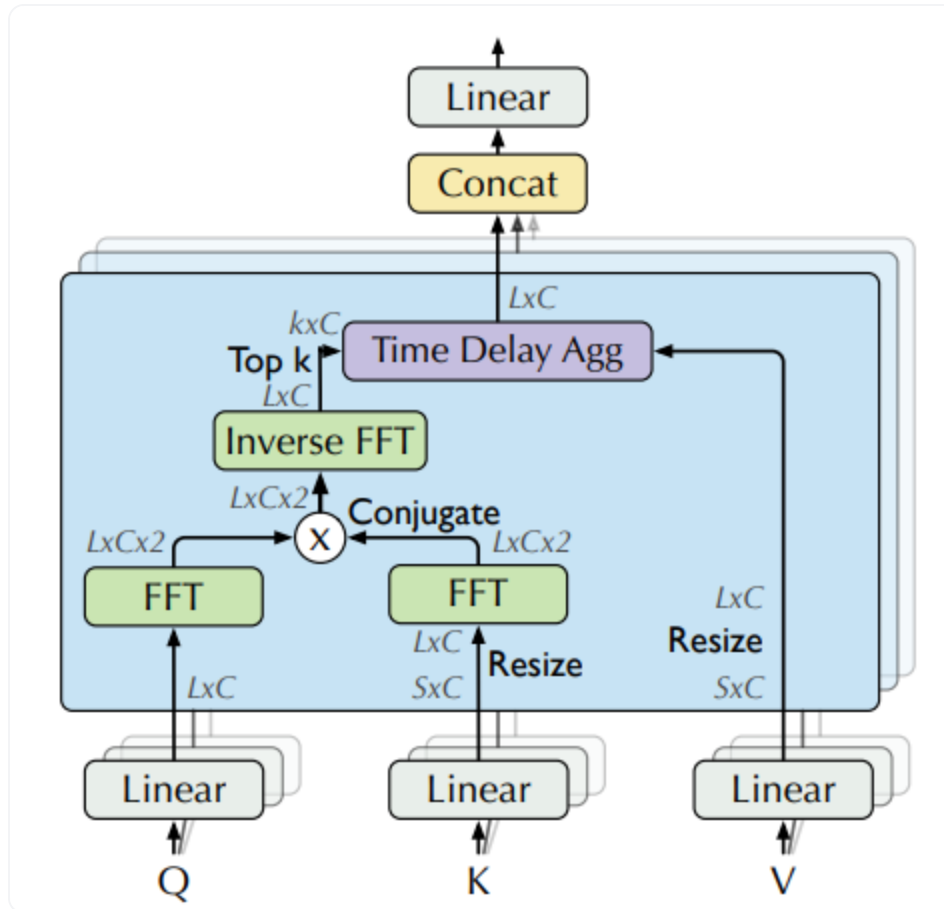 Linear
Concat
LxC
kxC
Time Delay Agg
Top k
LxC
Inverse FFT
LxCx2
Conjugate
LxCx2
X
LxCx2
FFT
FFT
LxC
LxC
Resize
Resize
LxC
SxC
SxC
Linear
Linear
Linear
Q
K
V